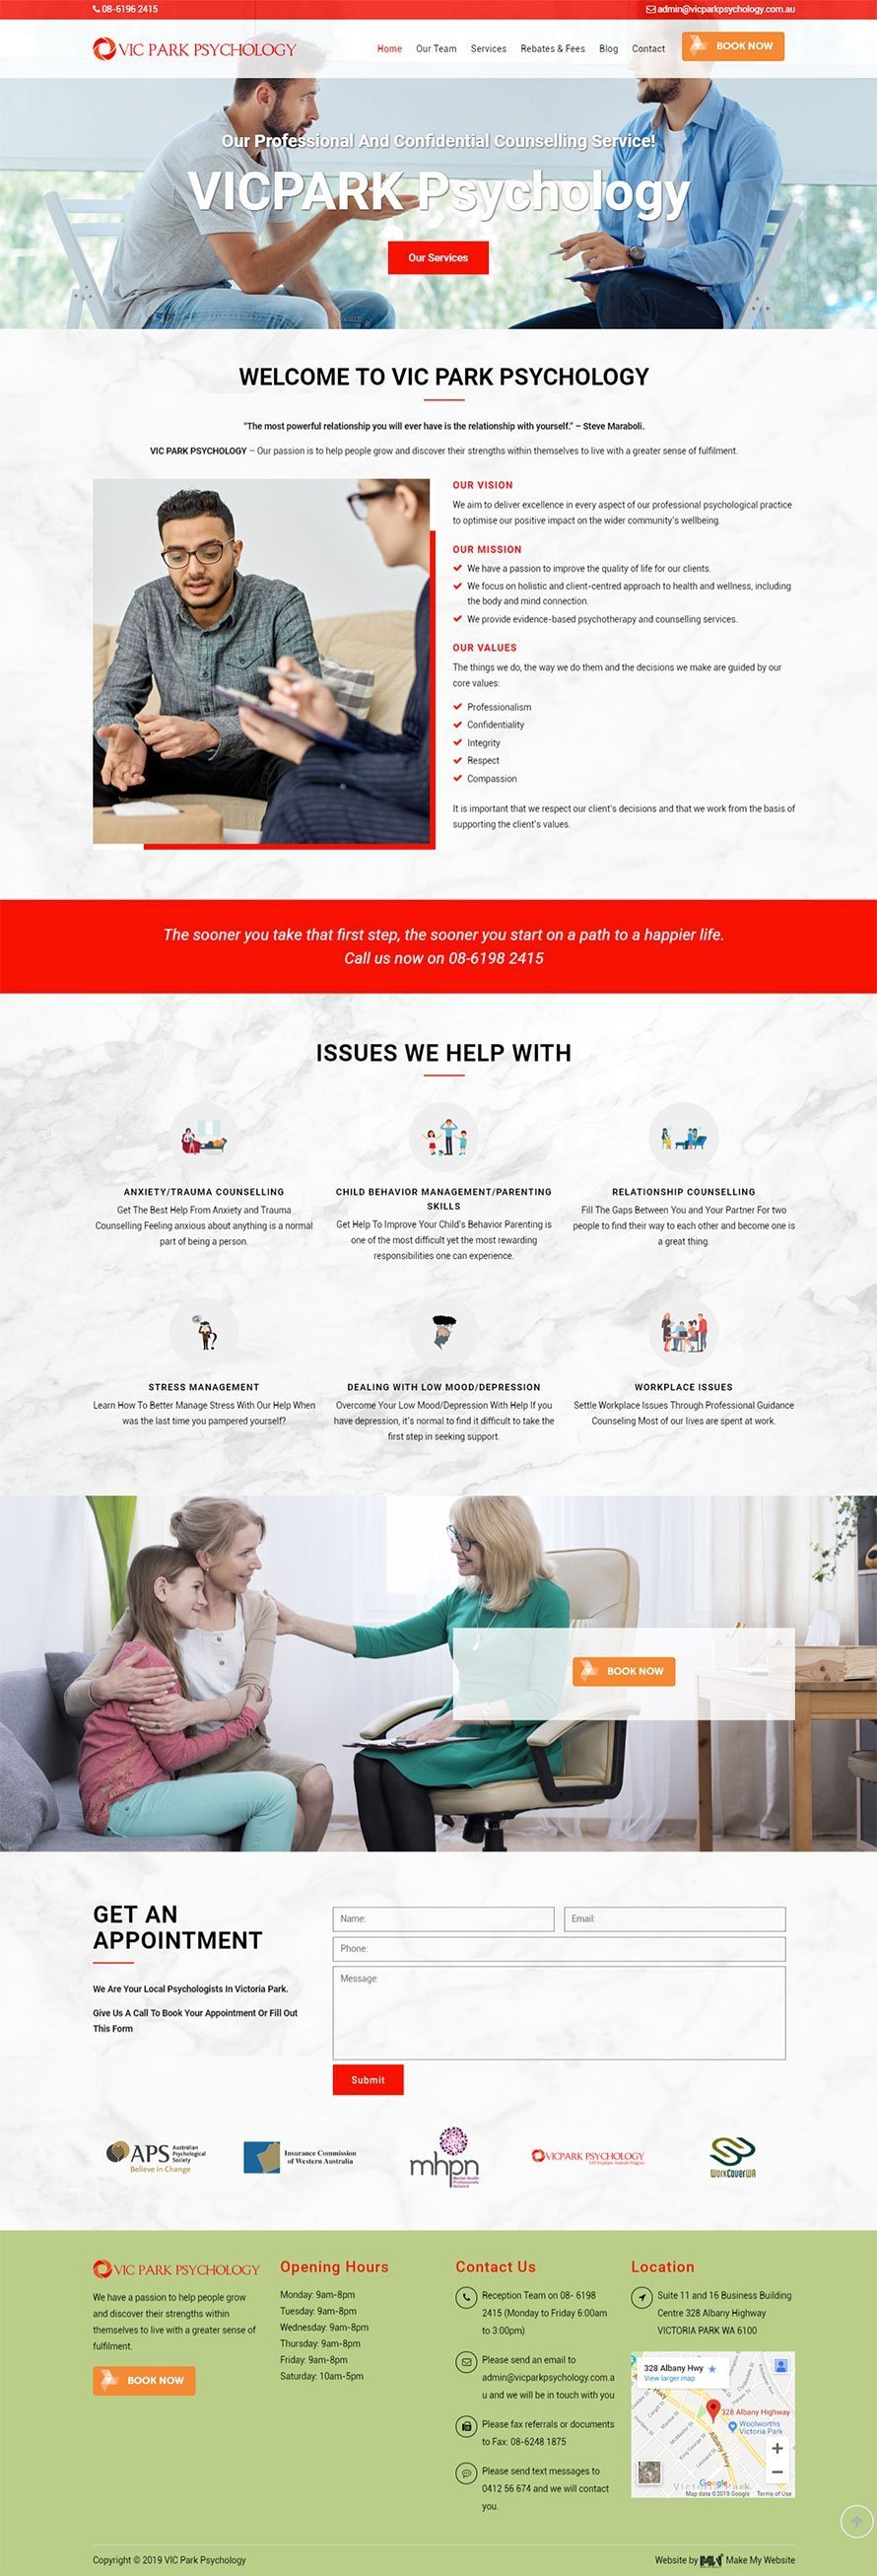 08-6196 2415
admin@vicparkpsychology.com.au
VIC PARK PSYCHOLOGY
Home
Our Team
Services
Rebates & Fees
Blog
Contact
BOOK NOW
Our Professional And Confidential Counselling Service!
VICPARK Psychology
Our Services
WELCOME TO VIC PARK PSYCHOLOGY
“The most powerful relationship you will ever have is the relationship with yourself.” – Steve Maraboli.
VIC PARK PSYCHOLOGY – Our passion is to help people grow and discover their strengths within themselves to live with a greater sense of fulfilment.
OUR VISION
We aim to deliver excellence in every aspect of our professional psychological practice
to optimise our positive impact on the wider community’s wellbeing.
OUR MISSION
We have a passion to improve the quality of life for our clients.
We focus on holistic and client-centred approach to health and wellness, including
the body and mind connection.
We provide evidence-based psychotherapy and counselling services.
OUR VALUES
The things we do, the way we do them and the decisions we make are guided by our
core values:
Professionalism
Confidentiality
Integrity
Respect
Compassion
It is important that we respect our client’s decisions and that we work from the basis of
supporting the client’s values.
The sooner you take that first step, the sooner you start on a path to a happier life.
Call us now on 08-6198 2415
ISSUES WE HELP WITH
ANXIETY/TRAUMA COUNSELLING
Get The Best Help From Anxiety and Trauma
Counselling Feeling anxious about anything is a normal
part of being a person.
CHILD BEHAVIOR MANAGEMENT/PARENTING
SKILLS
Get Help To Improve Your Child’s Behavior Parenting is
one of the most difficult yet the most rewarding
responsibilities one can experience.
RELATIONSHIP COUNSELLING
Fill The Gaps Between You and Your Partner For two
people to find their way to each other and become one is
a great thing.
STRESS MANAGEMENT
Learn How To Better Manage Stress With Our Help When
was the last time you pampered yourself?
DEALING WITH LOW MOOD/DEPRESSION
Overcome Your Low Mood/Depression With Help If you
have depression, it’s normal to find it difficult to take the
first step in seeking support.
WORKPLACE ISSUES
Settle Workplace Issues Through Professional Guidance
Counseling Most of our lives are spent at work.
BOOK NOW
GET AN
APPOINTMENT
We Are Your Local Psychologists In Victoria Park.
Give Us A Call To Book Your Appointment Or Fill Out
This Form
Name:
Email:
Phone:
Message:
Submit
APS Australian
Psychological
Society
Believe in Change
Insurance Commission
of Western Australia
mhpn
Mental Health
Professionals
Network
VICPARK PSYCHOLOGY
WorkCoverWA
VIC PARK PSYCHOLOGY
We have a passion to help people grow
and discover their strengths within
themselves to live with a greater sense of
fulfilment.
BOOK NOW
Opening Hours
Monday: 9am-8pm
Tuesday: 9am-8pm
Wednesday: 9am-8pm
Thursday: 9am-8pm
Friday: 9am-8pm
Saturday: 10am-5pm
Contact Us
Reception Team on 08- 6198
2415 (Monday to Friday 6:00am
to 3:00pm)
Please send an email to
admin@vicparkpsychology.com.a
u and we will be in touch with you
Please fax referrals or documents
to Fax: 08-6248 1875
Please send text messages to
0412 56 674 and we will contact
you.
Location
Suite 11 and 16 Business Building
Centre 328 Albany Highway
VICTORIA PARK WA 6100
328 Albany Hwy
View larger map
328 Albany Highway
Woolworths
Victoria Park
Albany Hwy
Victoria Park
Google
Map data ©2019 Google
Terms of Use
Copyright © 2019 VIC Park Psychology
Website by
Make My Website